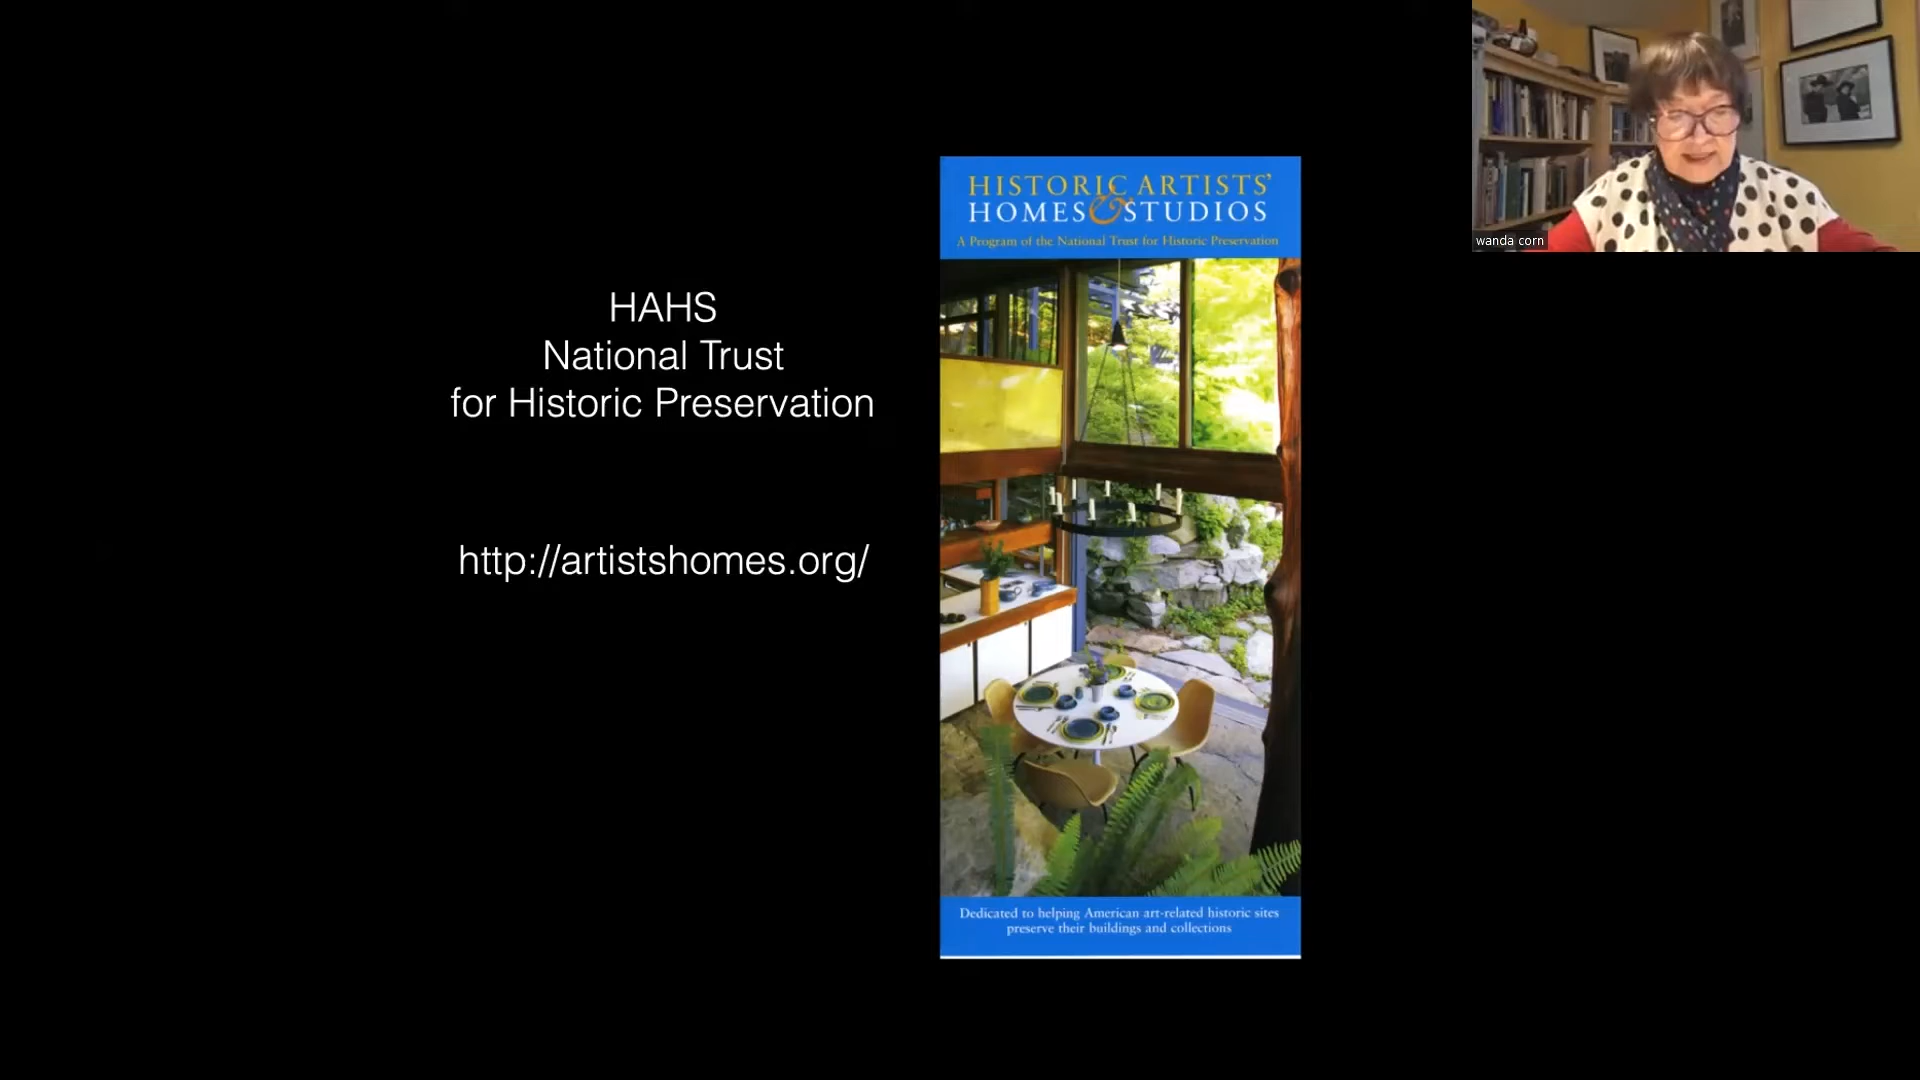 HAHS
National Trust
for Historic Preservation
http://artistshomes.org/
HISTORIC ARTISTS'
HOMES & STUDIOS
A Program of the National Trust for Historic Preservation
Dedicated to helping American art-related historic sites
preserve their buildings and collections
wanda corn